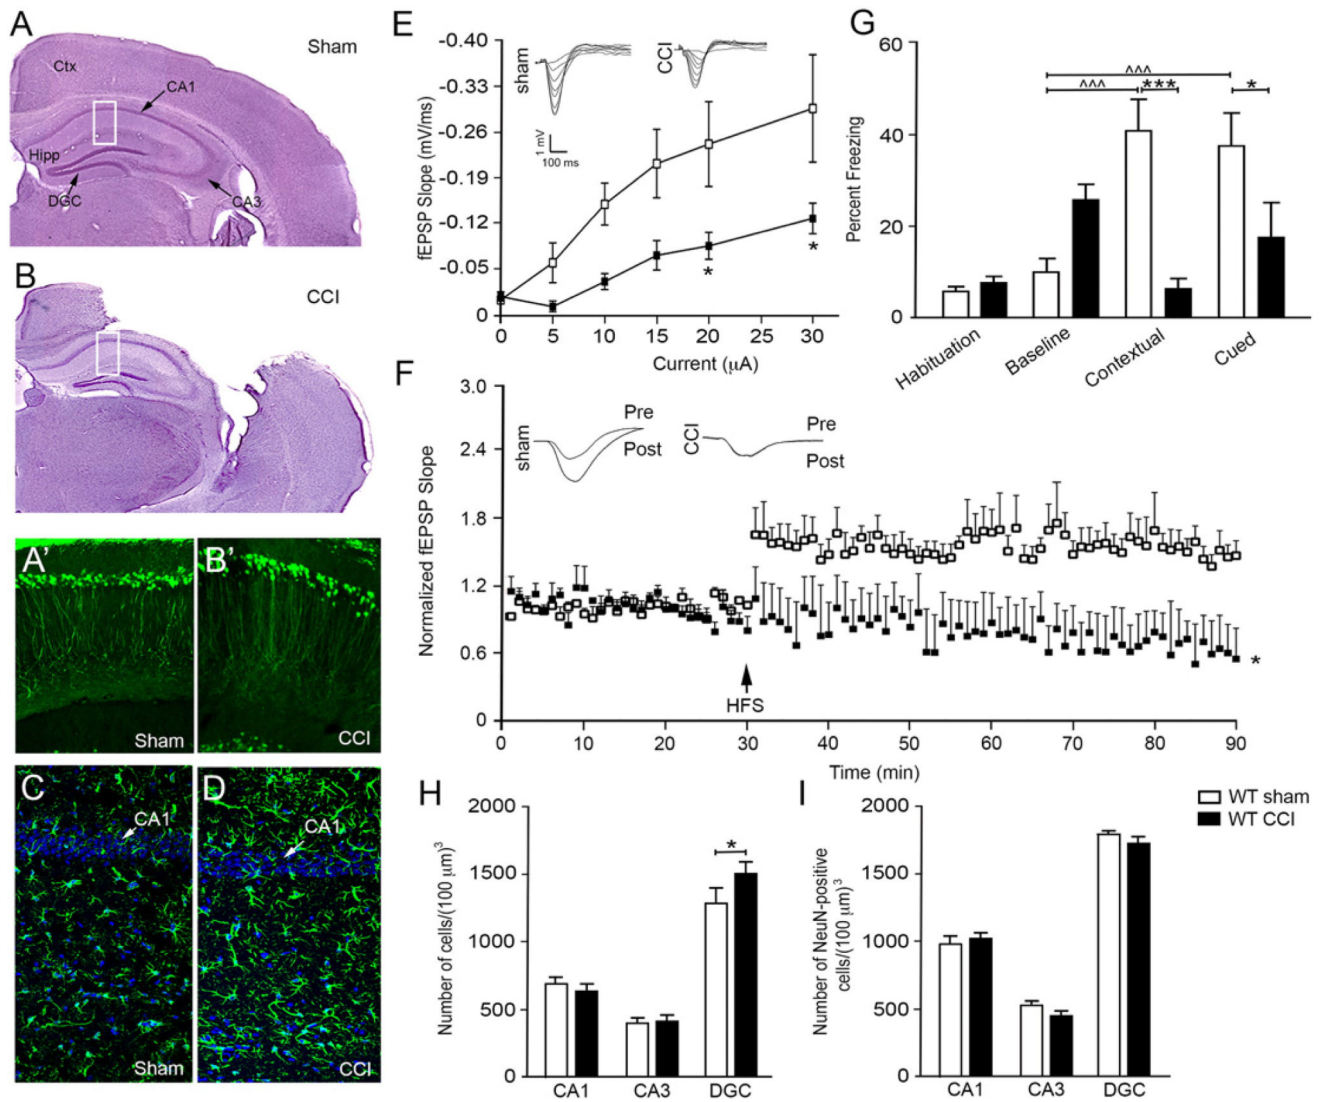 A
Sham
Ctx
CA1
Hipp
DGC
CA3
B
CCI
A'
Sham
B'
CCI
C
CA1
Sham
D
CA1
CCI
E
fEPSP Slope (mV/ms)
-0.40
-0.33
-0.26
-0.19
-0.12
-0.05
0
sham
CCI
1 mV
100 ms
*
*
0 5 10 15 20 25 30
Current (μA)
F
Normalized fEPSP Slope
3.0
2.4
1.8
1.2
0.6
0
sham
Pre
Post
CCI
Pre
Post
HFS
*
0 10 20 30 40 50 60 70 80 90
Time (min)
G
Percent Freezing
60
40
20
0
^^^
^^^
***
*
Habituation
Baseline
Contextual
Cued
H
Number of cells/(100 μm)³
2000
1500
1000
500
0
*
CA1 CA3 DGC
I
Number of NeuN-positive
cells/(100 μm)³
2000
1500
1000
500
0
CA1 CA3 DGC
WT sham
WT CCI